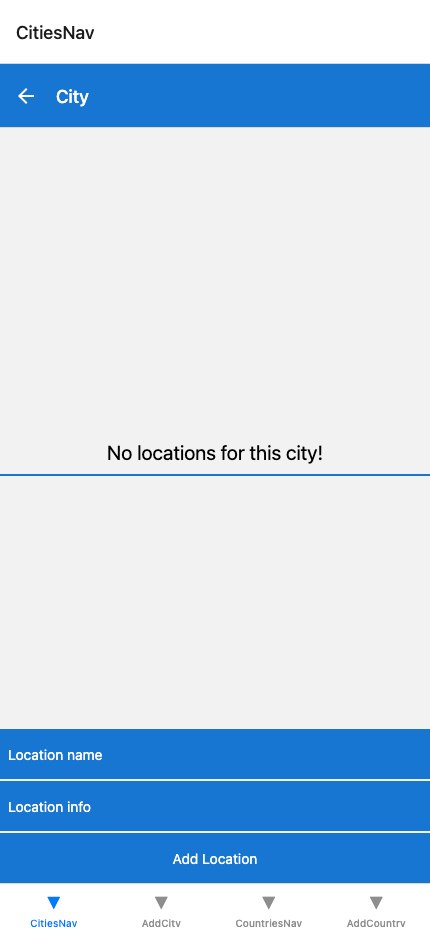 CitiesNav
City
No locations for this city!
Location name
Location info
Add Location
CitiesNav
AddCity
CountriesNav
AddCountry